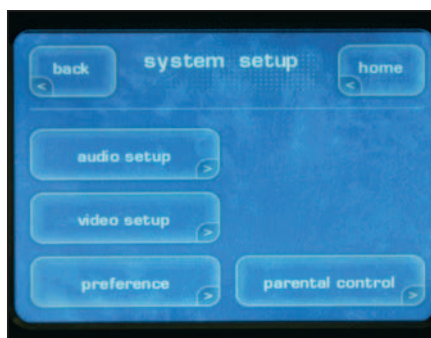 back system setup home
< <
audio setup
>
video setup
>
preference parental control
> >